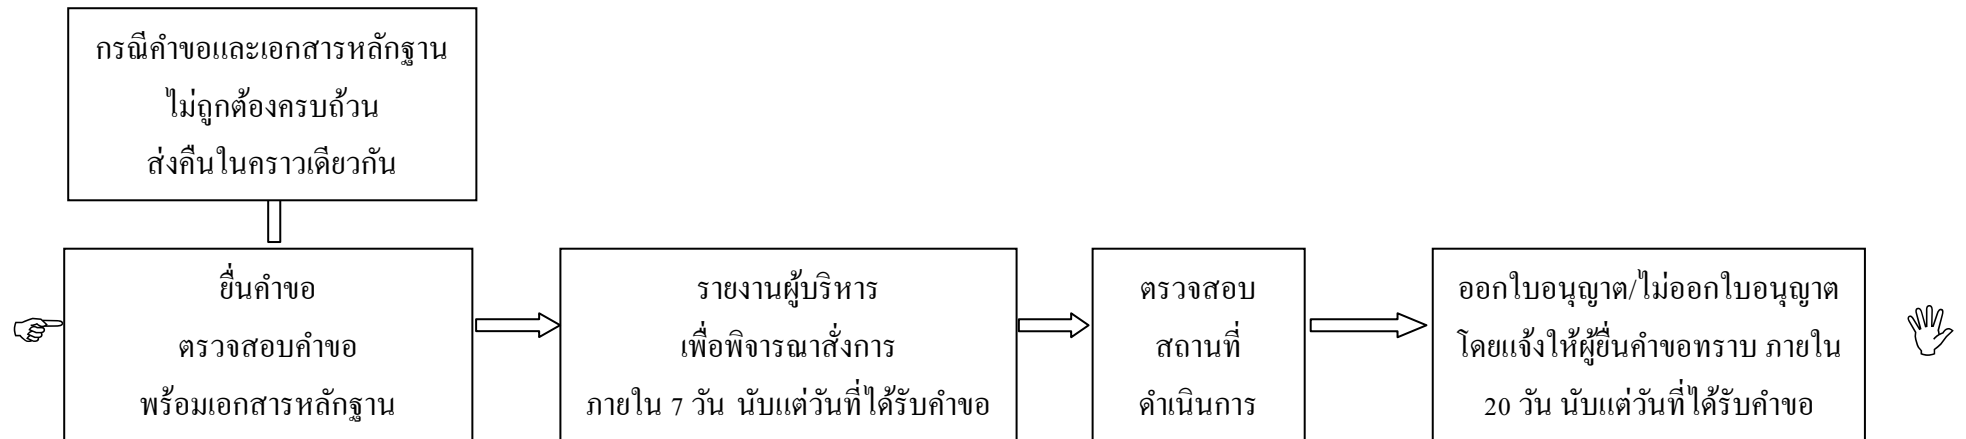 กรณีคำขอและเอกสารหลักฐาน
ไม่ถูกต้องครบถ้วน
ส่งคืนในคราวเดียวกัน
ยื่นคำขอ
ตรวจสอบคำขอ
พร้อมเอกสารหลักฐาน
รายงานผู้บริหาร
เพื่อพิจารณาสั่งการ
ภายใน 7 วัน นับแต่วันที่ได้รับคำขอ
ตรวจสอบ
สถานที่
ดำเนินการ
ออกใบอนุญาต/ไม่ออกใบอนุญาต
โดยแจ้งให้ผู้ยื่นคำขอทราบ ภายใน
20 วัน นับแต่วันที่ได้รับคำขอ